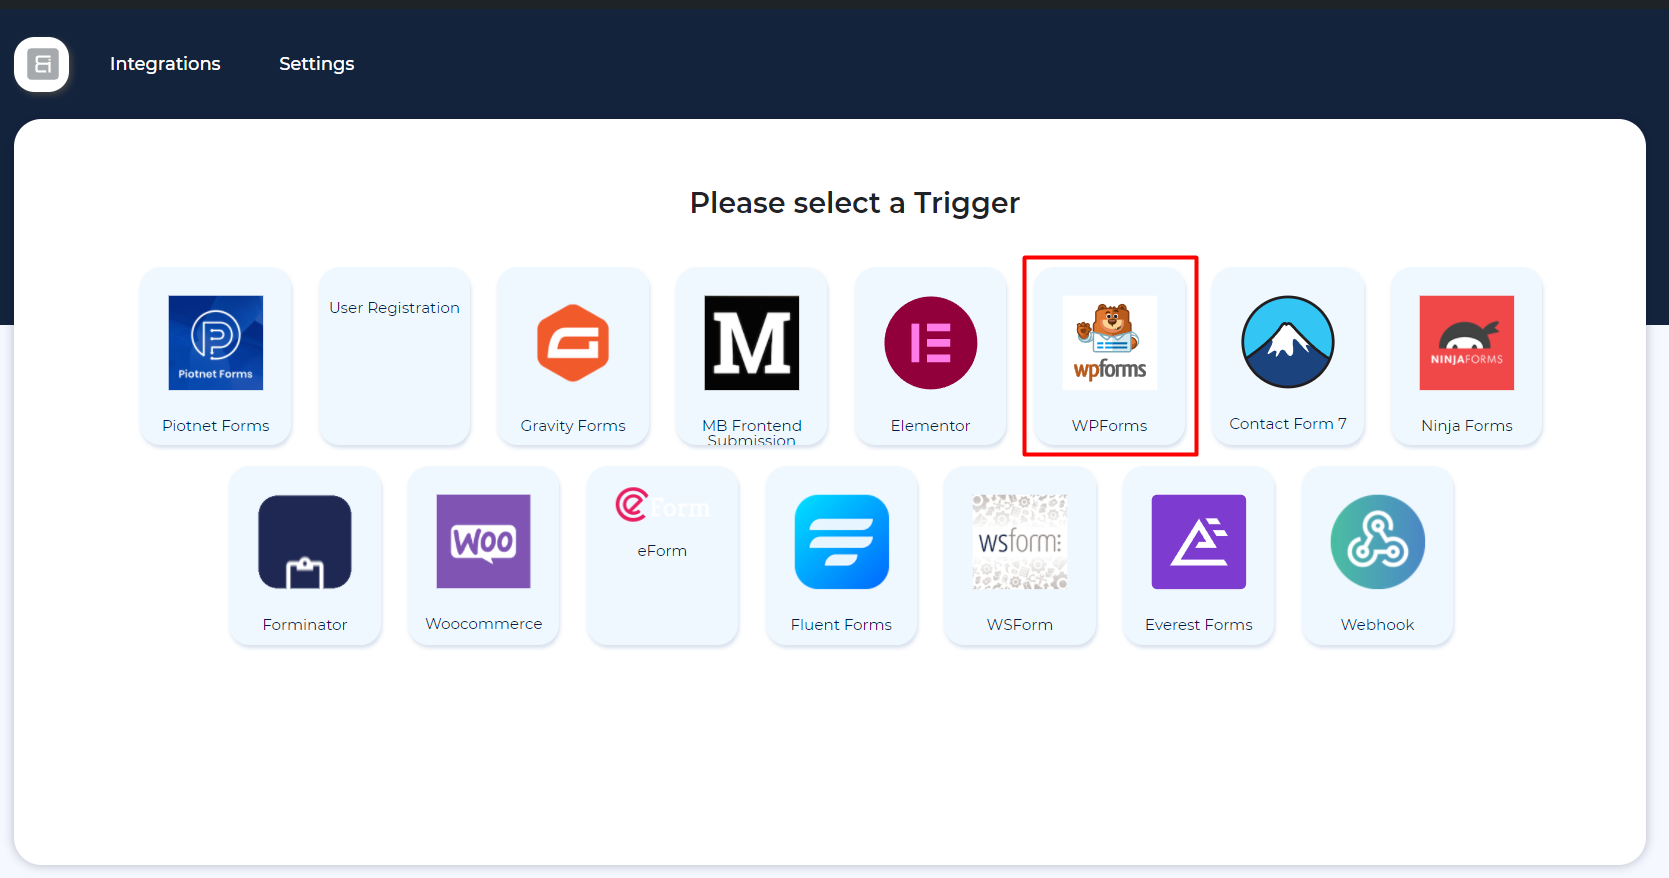 Integrations
Settings
Please select a Trigger
Piotnet Forms
User Registration
wpforms
NINJAFORMS
Piotnet Forms
Gravity Forms
MB Frontend
Submission
Elementor
WPForms
Contact Form 7
Ninja Forms
eForm
WOO
wsform:
eForm
Forminator
Woocommerce
Fluent Forms
WSForm
Everest Forms
Webhook